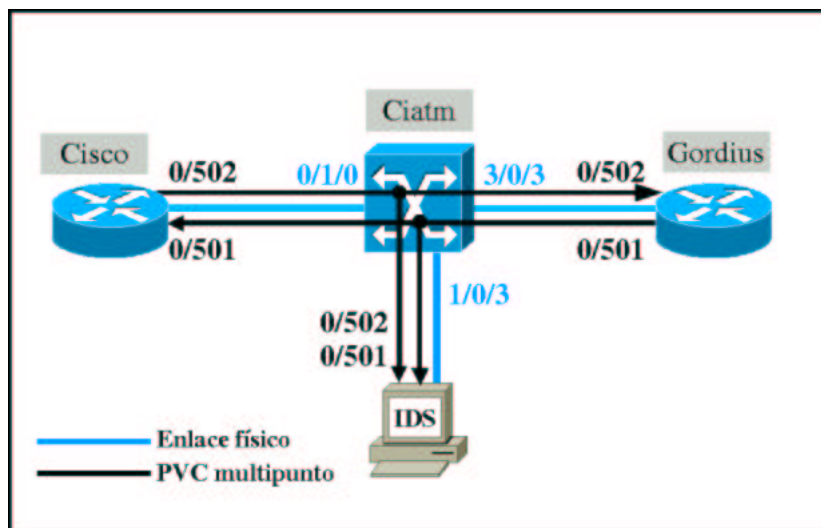 Ciatm
Cisco
Gordius
0/502
0/1/0
3/0/3
0/502
0/501
0/501
1/0/3
0/502
0/501
IDS
Enlace físico
PVC multipunto